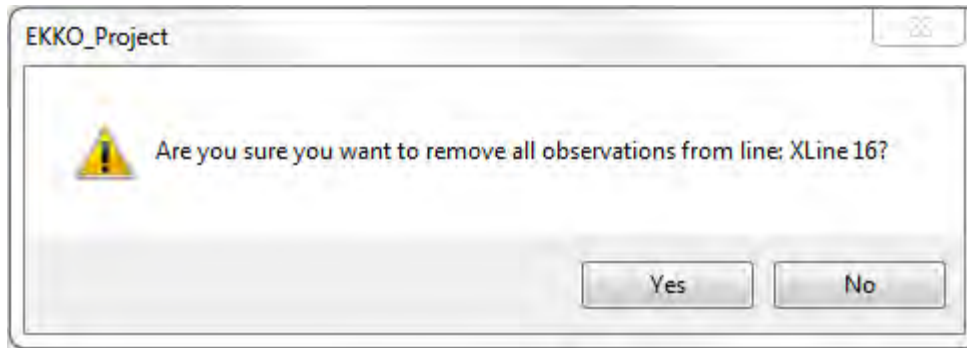 EKKO_Project
Are you sure you want to remove all observations from line: XLine 16?
Yes
No